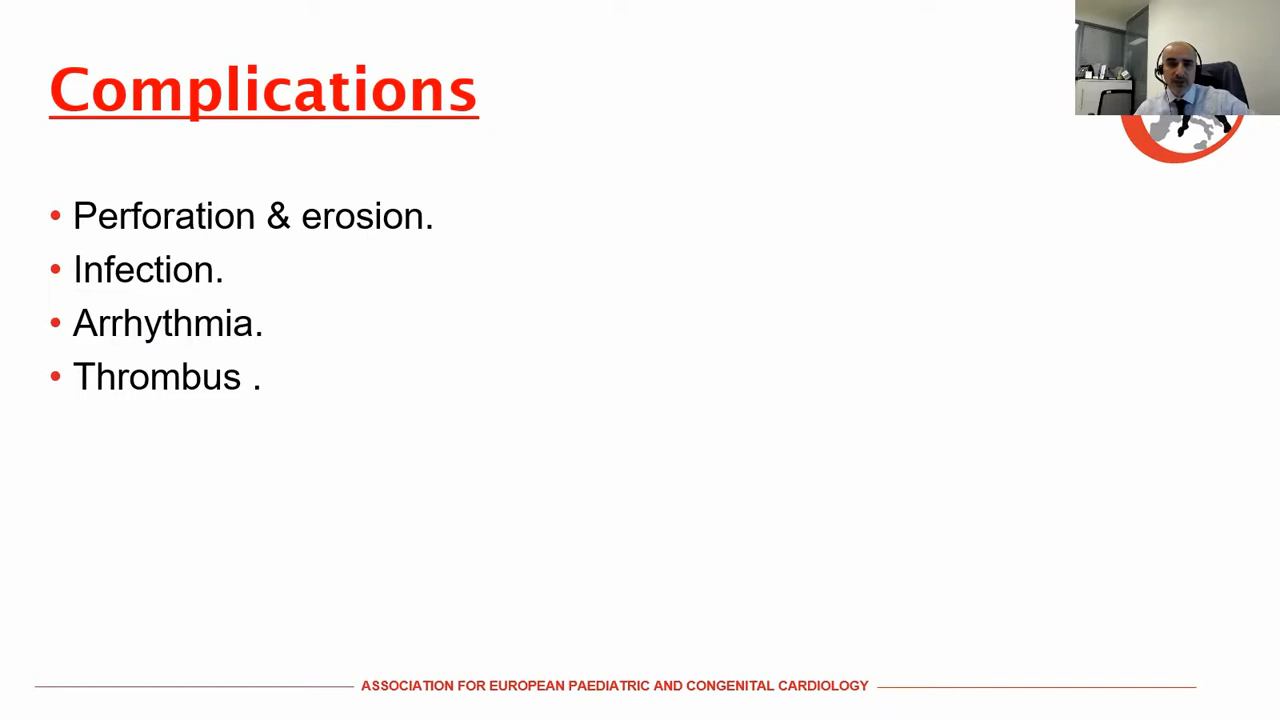 Complications
• Perforation & erosion.
• Infection.
• Arrhythmia.
• Thrombus .
ASSOCIATION FOR EUROPEAN PAEDIATRIC AND CONGENITAL CARDIOLOGY